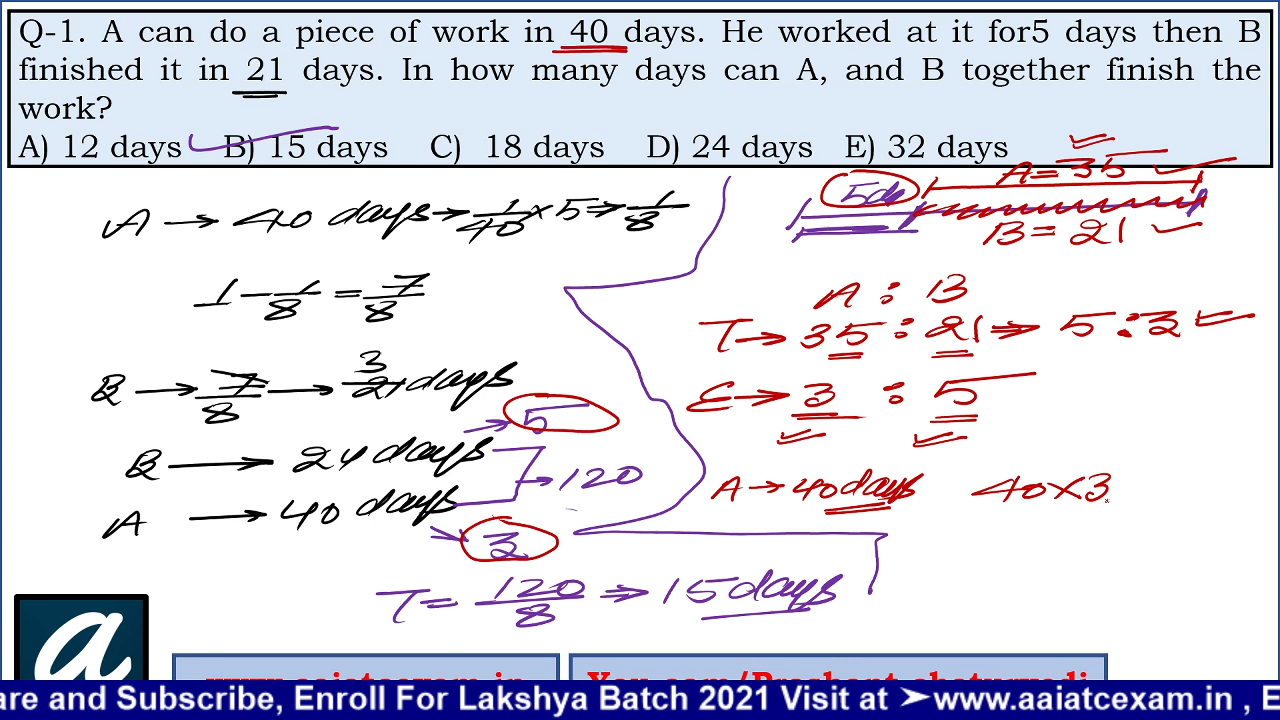 Q-1. A can do a piece of work in 40 days. He worked at it for5 days then B
finished it in 21 days. In how many days can A, and B together finish the
work?
A) 12 days B) 15 days C) 18 days D) 24 days E) 32 days
A → 40 days → 1/40 × 5 → 1/8
1 - 1/8 = 7/8
B → 7/8 → 21 days
3
B → 24 days
A → 40 days
5
→ 120
3
T = 120/8 ⇒ 15 days
A = 35
B = 21
A : B
T → 35 : 21 ⇒ 5 : 3
E → 3 : 5
A → 40 days 40×3
a
are and Subscribe, Enroll For Lakshya Batch 2021 Visit at ➤www.aaiatcexam.in , E